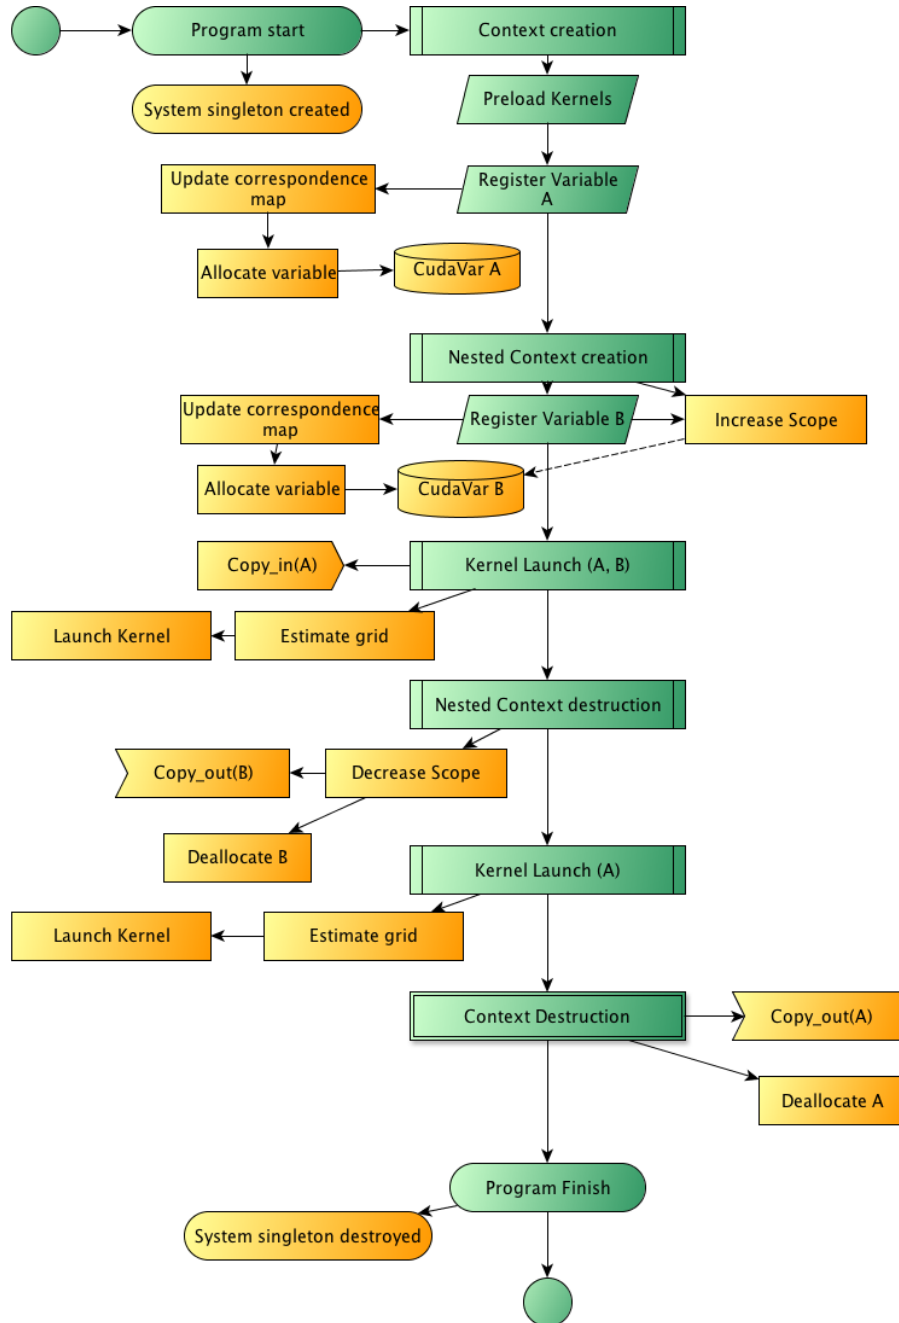 Program start
Context creation
System singleton created
Preload Kernels
Update correspondence
map
Register Variable
A
Allocate variable
CudaVar A
Nested Context creation
Update correspondence
map
Register Variable B
Increase Scope
Allocate variable
CudaVar B
Copy_in(A)
Kernel Launch (A, B)
Launch Kernel
Estimate grid
Nested Context destruction
Copy_out(B)
Decrease Scope
Deallocate B
Kernel Launch (A)
Launch Kernel
Estimate grid
Context Destruction
Copy_out(A)
Deallocate A
Program Finish
System singleton destroyed